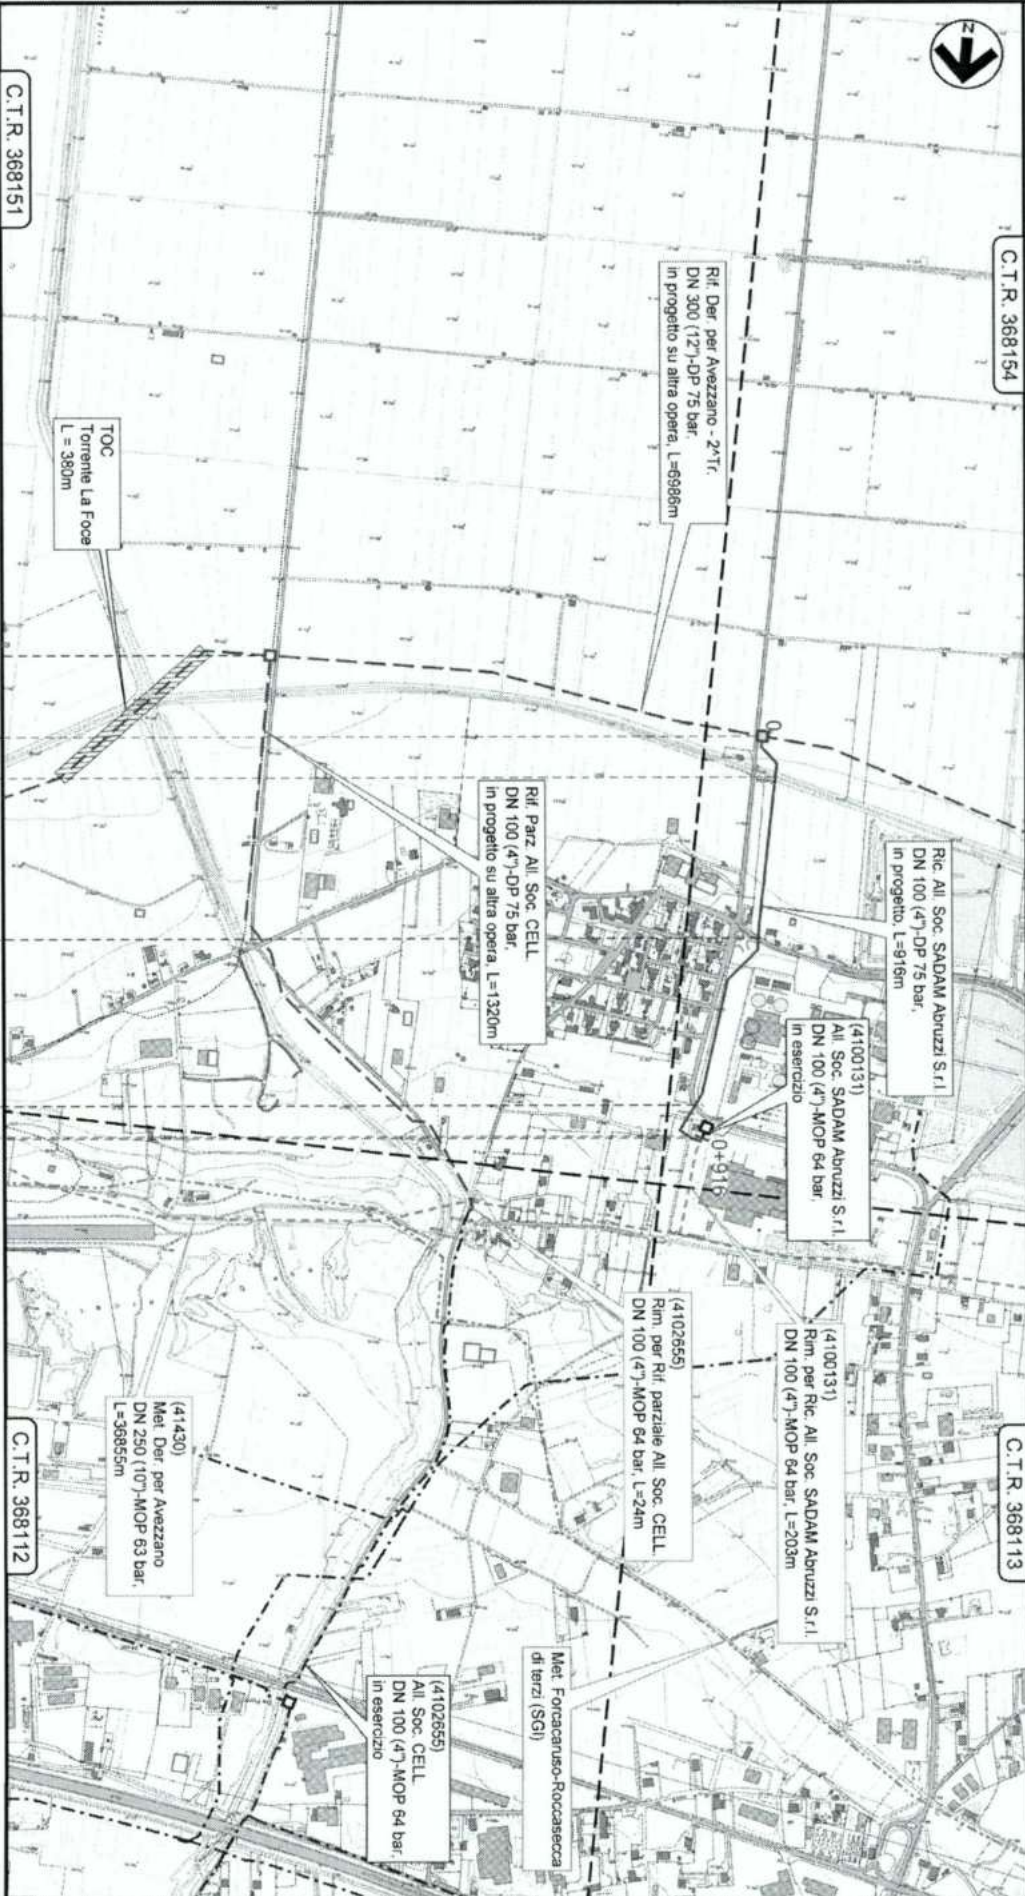 N
C.T.R. 368154
C.T.R. 368113
C.T.R. 368151
C.T.R. 368112
Rif. Der. per Avezzano - 2^Tr.
DN 300 (12")-DP 75 bar,
in progetto su altra opera, L=6986m
TOC
Torrente La Foce
L = 380m
0
Ric. All. Soc. SADAM Abruzzi S.r.l.
DN 100 (4")-DP 75 bar,
in progetto, L=916m
Rif. Parz. All. Soc. CELL.
DN 100 (4")-DP 75 bar,
in progetto su altra opera, L=1320m
(4100131)
All. Soc. SADAM Abruzzi S.r.l.
DN 100 (4")-MOP 64 bar,
in esercizio
0+916
(4100131)
Rim. per Ric. All. Soc. SADAM Abruzzi S.r.l.
DN 100 (4")-MOP 64 bar, L=203m
(4102655)
Rim. per Rif. parziale All. Soc. CELL.
DN 100 (4")-MOP 64 bar, L=24m
(41430)
Met. Der. per Avezzano
DN 250 (10")-MOP 63 bar,
L=36855m
Met. Forcacaruso-Roccasecca
di terzi (SGI)
(4102655)
All. Soc. CELL.
DN 100 (4")-MOP 64 bar,
in esercizio